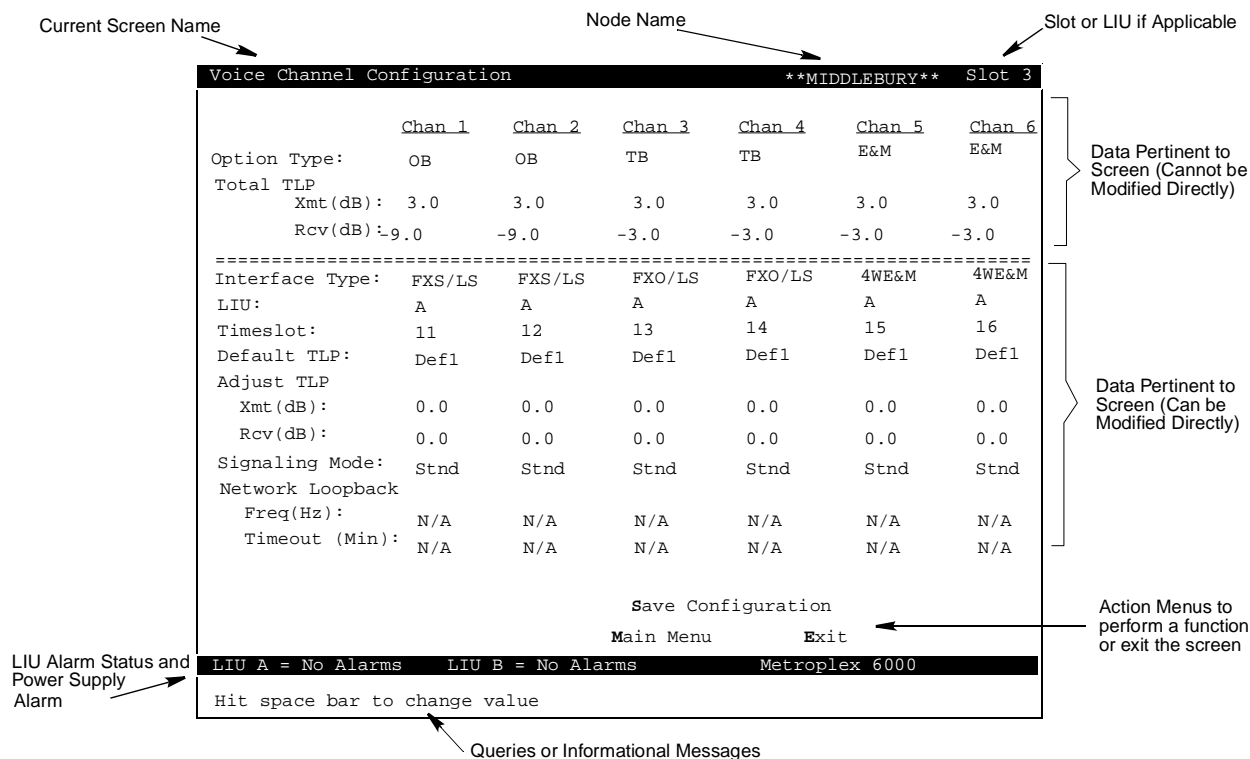 Current Screen Name
Node Name
Slot or LIU if Applicable
Voice Channel Configuration **MIDDLEBURY** Slot 3
Chan 1 Chan 2 Chan 3 Chan 4 Chan 5 Chan 6
Option Type: OB OB TB TB E&M E&M
Total TLP
Xmt(dB): 3.0 3.0 3.0 3.0 3.0 3.0
Rcv(dB): -9.0 -9.0 -3.0 -3.0 -3.0 -3.0
Data Pertinent to
Screen (Cannot be
Modified Directly)
==========================================================================
Interface Type: FXS/LS FXS/LS FXO/LS FXO/LS 4WE&M 4WE&M
LIU: A A A A A A
Timeslot: 11 12 13 14 15 16
Default TLP: Def1 Def1 Def1 Def1 Def1 Def1
Adjust TLP
Xmt(dB): 0.0 0.0 0.0 0.0 0.0 0.0
Rcv(dB): 0.0 0.0 0.0 0.0 0.0 0.0
Signaling Mode: Stnd Stnd Stnd Stnd Stnd Stnd
Network Loopback
Freq(Hz): N/A N/A N/A N/A N/A N/A
Timeout (Min): N/A N/A N/A N/A N/A N/A
Data Pertinent to
Screen (Can be
Modified Directly)
Save Configuration
Main Menu Exit
Action Menus to
perform a function
or exit the screen
LIU Alarm Status and
Power Supply
Alarm
LIU A = No Alarms LIU B = No Alarms Metroplex 6000
Hit space bar to change value
Queries or Informational Messages